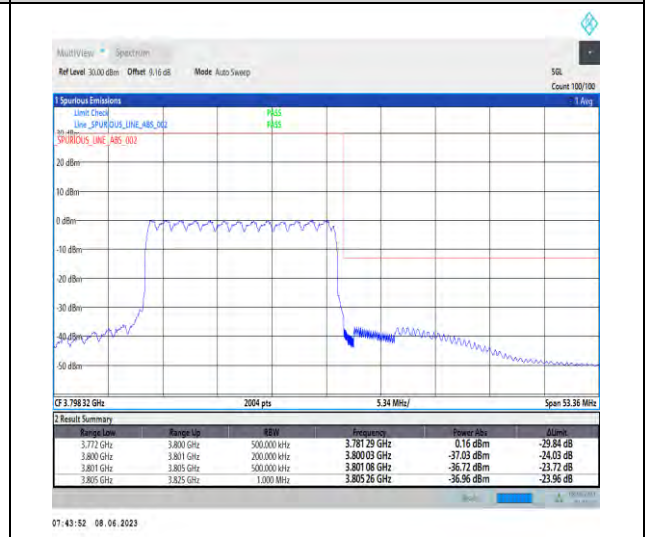 MultiView Spectrum
Ref Level 30.00 dBm Offset 9.16 dB Mode Auto Sweep SGL
Count 100/100
1 Spurious Emissions 1 Avg
Limit Check PASS
Line _SPURIOUS_LINE_ABS_002 PASS
30 dBm
_SPURIOUS_LINE_ABS_002
20 dBm
10 dBm
0 dBm
-10 dBm
-20 dBm
-30 dBm
-40 dBm
-50 dBm
CF 3.798 32 GHz 2004 pts 5.34 MHz/ Span 53.36 MHz
2 Result Summary
Range Low Range Up RBW Frequency Power Abs ΔLimit
3.772 GHz 3.800 GHz 500.000 kHz 3.781 29 GHz 0.16 dBm -29.84 dB
3.800 GHz 3.801 GHz 200.000 kHz 3.800 03 GHz -37.03 dBm -24.03 dB
3.801 GHz 3.805 GHz 500.000 kHz 3.801 08 GHz -36.72 dBm -23.72 dB
3.805 GHz 3.825 GHz 1.000 MHz 3.805 26 GHz -36.96 dBm -23.96 dB
07:43:52 08.06.2023